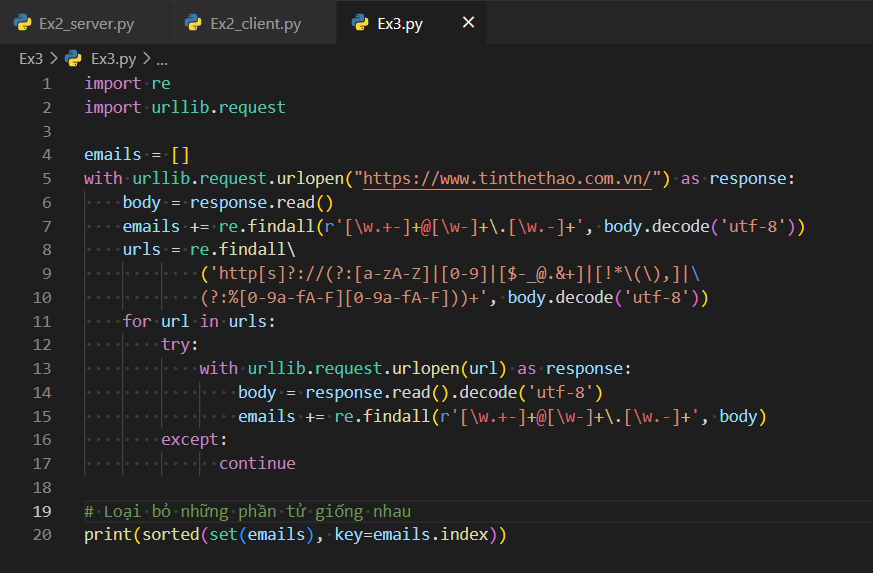 Ex2_server.py Ex2_client.py Ex3.py ×
Ex3 > Ex3.py > ...
1 import re
2 import urllib.request
3
4 emails = []
5 with urllib.request.urlopen("https://www.tinthethao.com.vn/") as response:
6     body = response.read()
7     emails += re.findall(r'[\w.+-]+@[\w-]+\.[\w.-]+', body.decode('utf-8'))
8     urls = re.findall\
9             ('http[s]?://(?:[a-zA-Z]|[0-9]|[$-_@.&+]|[!*\(\),]|\
10             (?:%[0-9a-fA-F][0-9a-fA-F]))+', body.decode('utf-8'))
11     for url in urls:
12         try:
13             with urllib.request.urlopen(url) as response:
14                 body = response.read().decode('utf-8')
15                 emails += re.findall(r'[\w.+-]+@[\w-]+\.[\w.-]+', body)
16         except:
17               continue
18
19 # Loại bỏ những phần tử giống nhau
20 print(sorted(set(emails), key=emails.index))